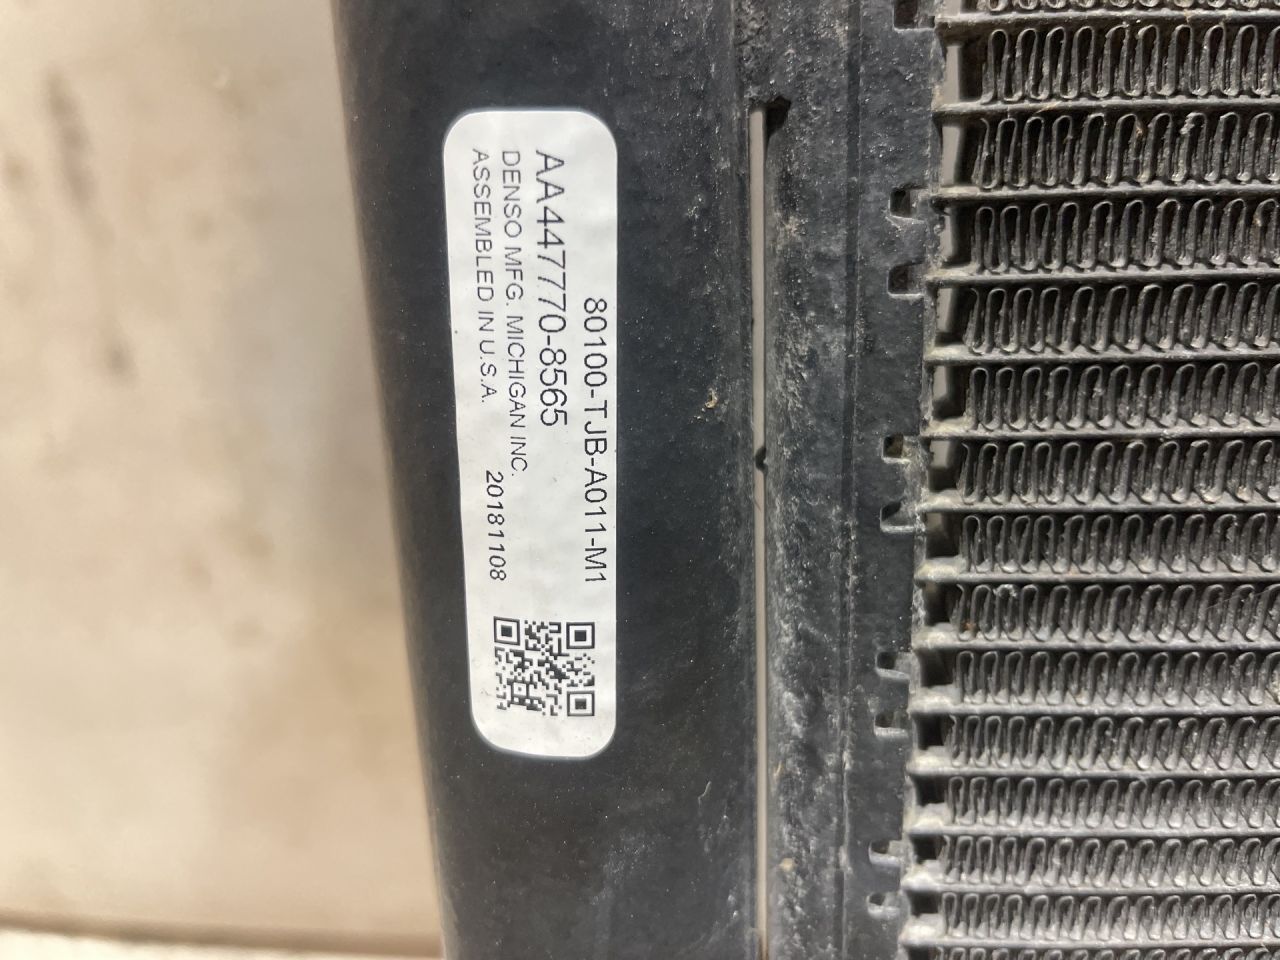 80100-TJB-A011-M1
AA447770-8565
DENSO MFG. MICHIGAN INC.
ASSEMBLED IN U.S.A. 20181108